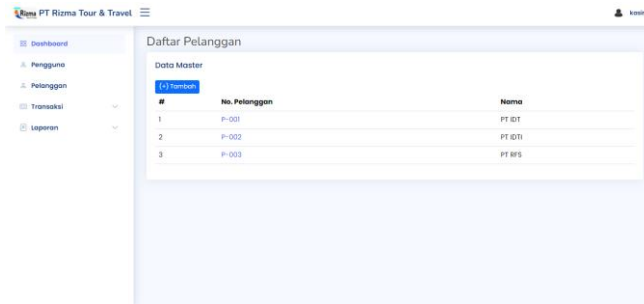 Rizma PT Rizma Tour & Travel
kasir
Dashboard
Pengguna
Pelanggan
Transaksi
Laporan
Daftar Pelanggan
Data Master
(+) Tambah
# No. Pelanggan Nama
1 P-001 PT IDT
2 P-002 PT IDTI
3 P-003 PT RFS